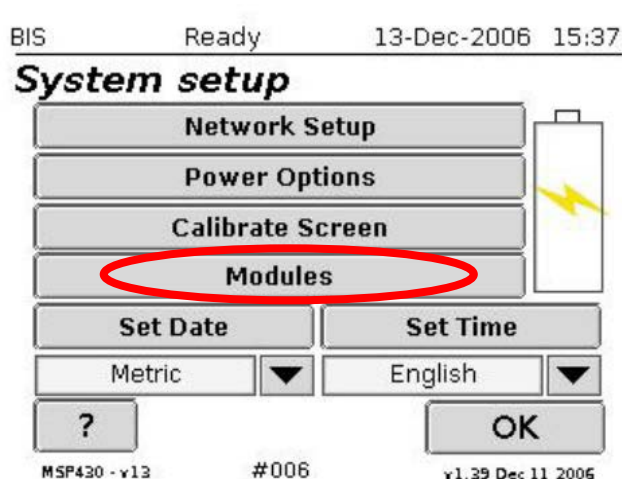 BIS Ready 13-Dec-2006 15:37
System setup
Network Setup
Power Options
Calibrate Screen
Modules
Set Date Set Time
Metric English
? OK
MSP430 - v13 #006 v1.39 Dec 11 2006